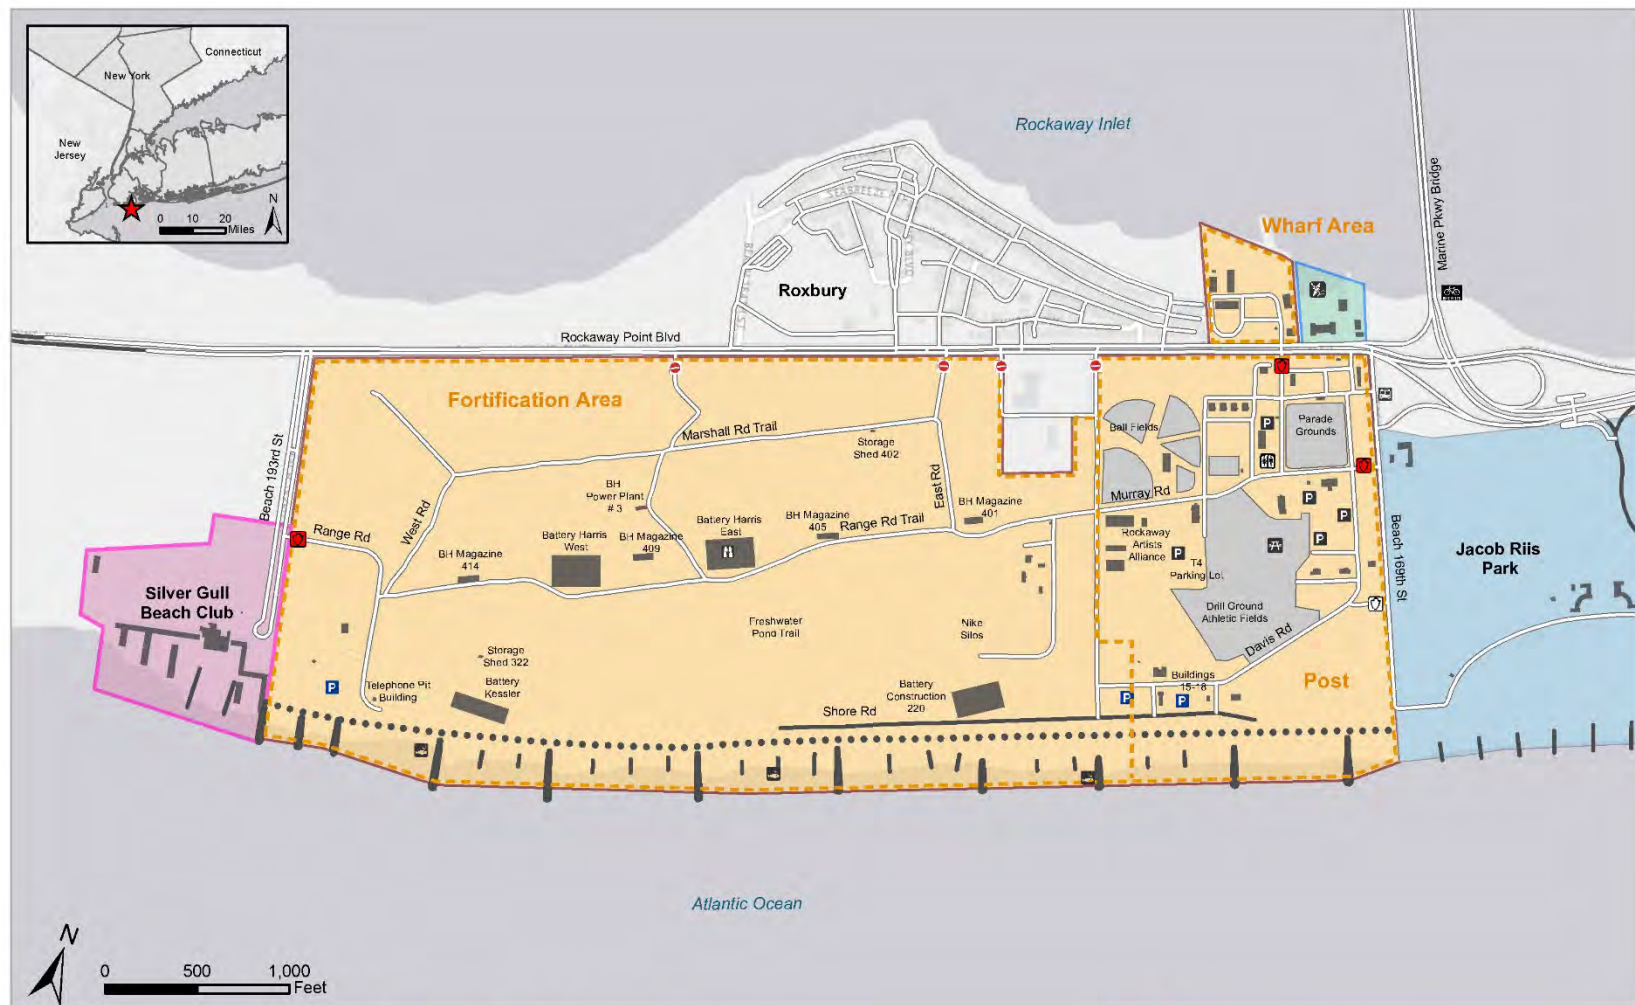 Connecticut
New York
New
Jersey
N
0 10 20
Miles
Rockaway Inlet
Marine Pkwy Bridge
Wharf Area
Roxbury
Rockaway Point Blvd
Fortification Area
Beach 193rd St
Marshall Rd Trail
Storage
Shed 402
Ball Fields
P
Parade
Grounds
BH
Power Plant
# 3
East Rd
Murray Rd
BH Magazine
401
West Rd
Range Rd
Battery Harris
West
BH Magazine
409
Battery Harris
East
BH Magazine
405
Range Rd Trail
BH Magazine
414
Rockaway
Artists
Alliance
P
P
P
P
T4
Parking Lot
Beach 169th St
Jacob Riis
Park
Silver Gull
Beach Club
Drill Ground
Athletic Fields
Davis Rd
Freshwater
Pond Trail
Nike
Silos
Storage
Shed 322
Telephone Pit
Building
P
Battery
Kessler
Battery
Construction
220
Shore Rd
Buildings
15-18
P
P
Post
Atlantic Ocean
N
0 500 1,000
Feet